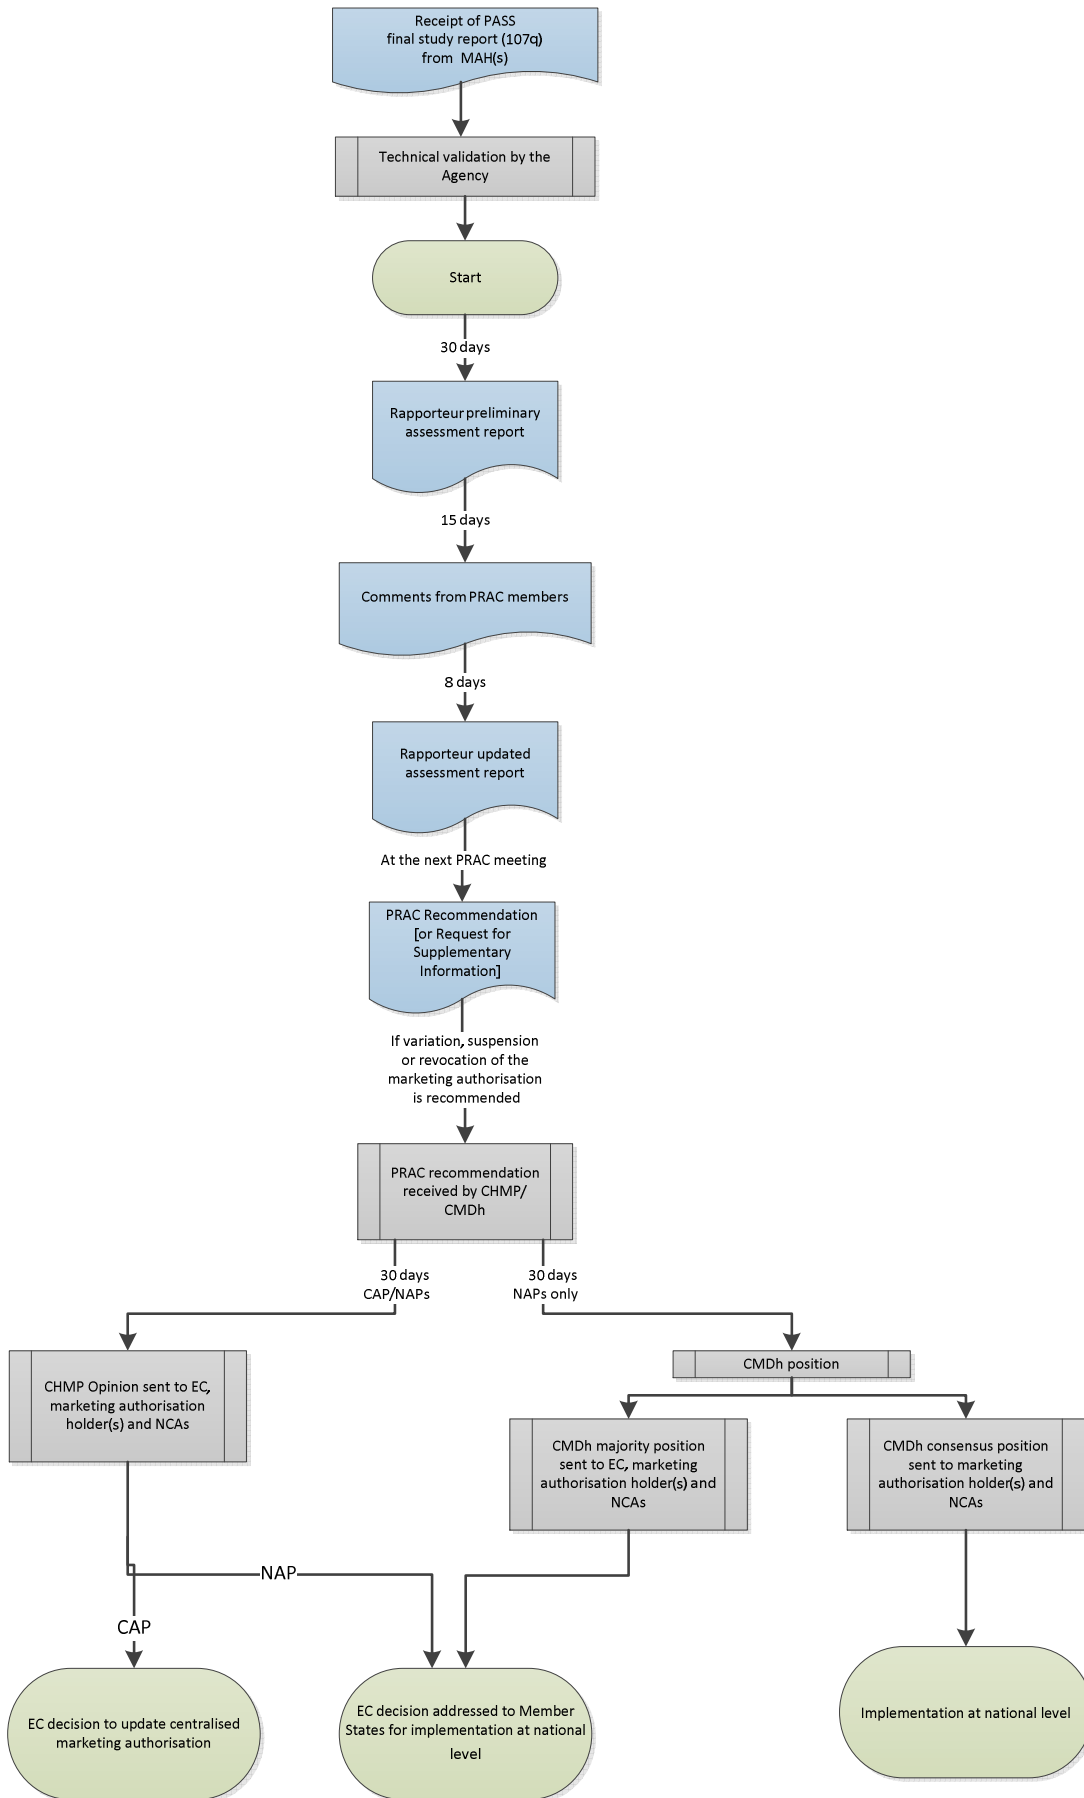 Receipt of PASS
final study report (107q)
from MAH(s)
Technical validation by the
Agency
Start
30 days
Rapporteur preliminary
assessment report
15 days
Comments from PRAC members
8 days
Rapporteur updated
assessment report
At the next PRAC meeting
PRAC Recommendation
[or Request for
Supplementary
Information]
If variation, suspension
or revocation of the
marketing authorisation
is recommended
PRAC recommendation
received by CHMP/
CMDh
30 days
CAP/NAPs
30 days
NAPs only
CHMP Opinion sent to EC,
marketing authorisation
holder(s) and NCAs
CMDh position
CMDh majority position
sent to EC, marketing
authorisation holder(s) and
NCAs
CMDh consensus position
sent to marketing
authorisation holder(s) and
NCAs
NAP
CAP
EC decision to update centralised
marketing authorisation
EC decision addressed to Member
States for implementation at national
level
Implementation at national level